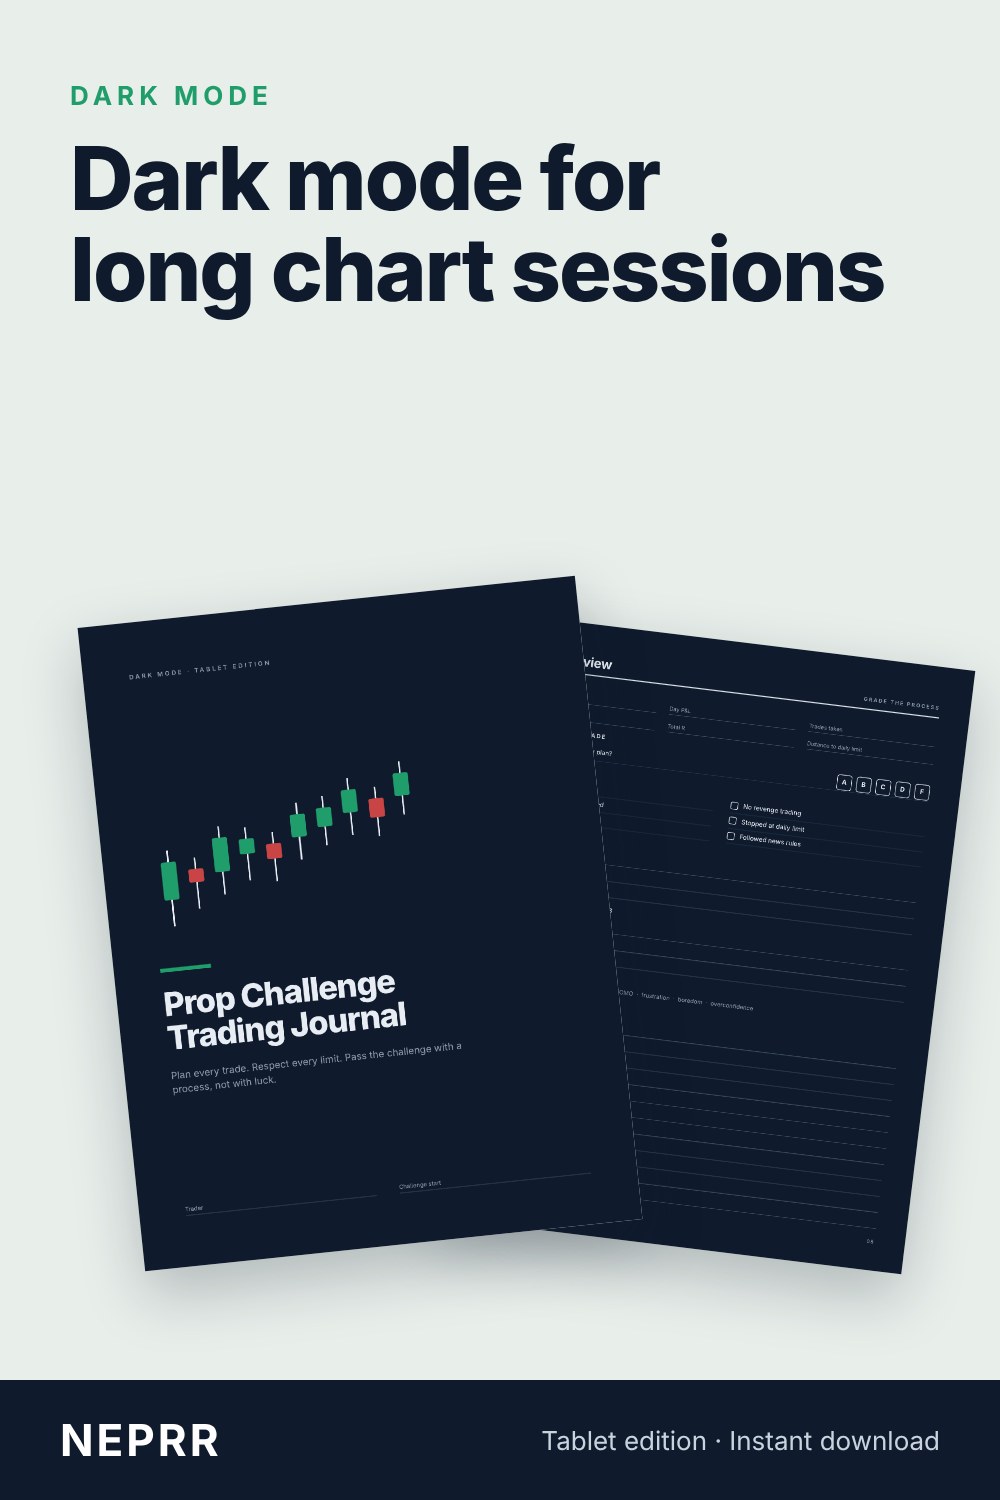 DARK MODE
Dark mode for
long chart sessions
DARK MODE · TABLET EDITION
Prop Challenge
Trading Journal
Plan every trade. Respect every limit. Pass the challenge with a
process, not with luck.
Trader
Challenge start
GRADE THE PROCESS
Day P&L
Trades taken
Total R
Distance to daily limit
plan?
A B C D F
No revenge trading
Stopped at daily limit
Followed news rules
· frustration · boredom · overconfidence
NEPRR
Tablet edition · Instant download